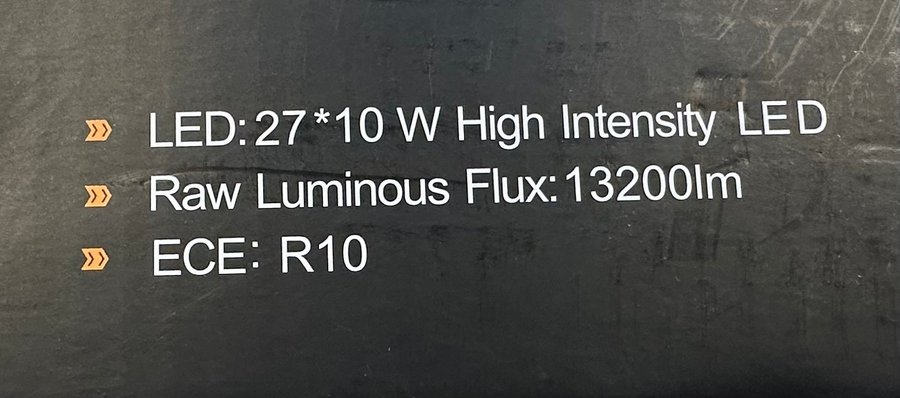 LED: 27*10 W High Intensity LED
Raw Luminous Flux: 13200lm
ECE: R10